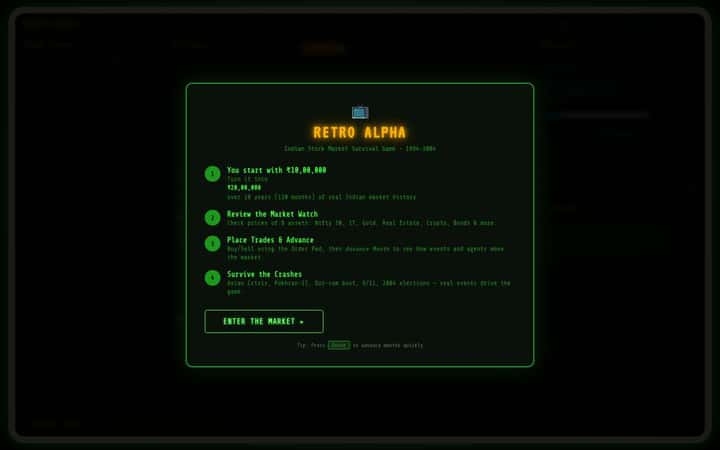 RETRO ALPHA
Indian Stock Market Survival Game · 1994-2004
1
You start with ₹10,00,000
Turn it into
₹20,00,000
over 10 years (120 months) of real Indian market history
2
Review the Market Watch
Check prices of 8 assets: Nifty 50, IT, Gold, Real Estate, Crypto, Bonds & more.
3
Place Trades & Advance
Buy/Sell using the Order Pad, then Advance Month to see how events and agents move
the market.
4
Survive the Crashes
Asian Crisis, Pokhran-II, Dot-com bust, 9/11, 2004 elections — real events drive the
game.
ENTER THE MARKET ▸
Tip: Press to advance months quickly